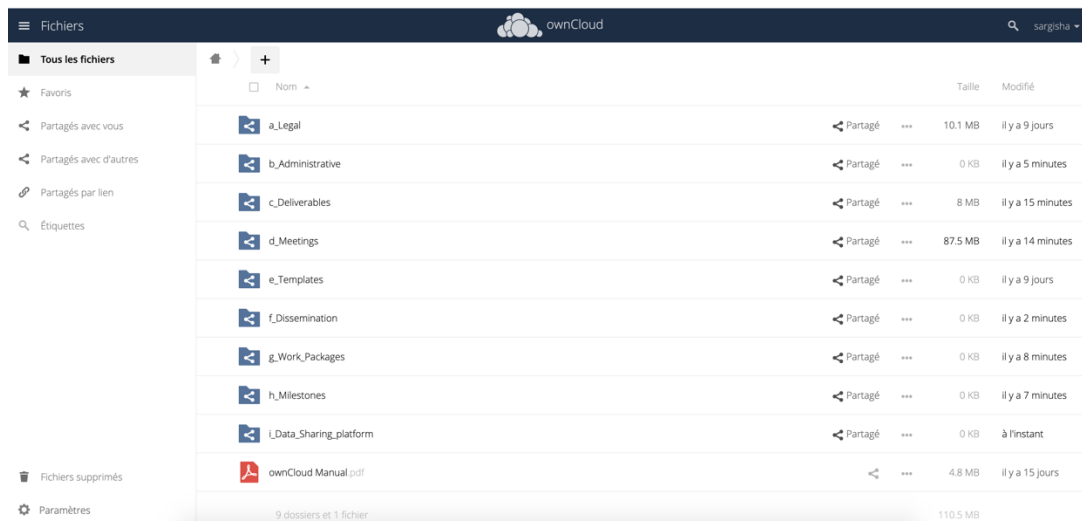 Fichiers
ownCloud
sargisha
Tous les fichiers
Favoris
Partagés avec vous
Partagés avec d'autres
Partagés par lien
Étiquettes
Fichiers supprimés
Paramètres
+
Nom Taille Modifié
a_Legal Partagé ... 10.1 MB il y a 9 jours
b_Administrative Partagé ... 0 KB il y a 5 minutes
c_Deliverables Partagé ... 8 MB il y a 15 minutes
d_Meetings Partagé ... 87.5 MB il y a 14 minutes
e_Templates Partagé ... 0 KB il y a 9 jours
f_Dissemination Partagé ... 0 KB il y a 2 minutes
g_Work_Packages Partagé ... 0 KB il y a 8 minutes
h_Milestones Partagé ... 0 KB il y a 7 minutes
i_Data_Sharing_platform Partagé ... 0 KB à l'instant
ownCloud Manual.pdf ... 4.8 MB il y a 15 jours
9 dossiers et 1 fichier 110.5 MB